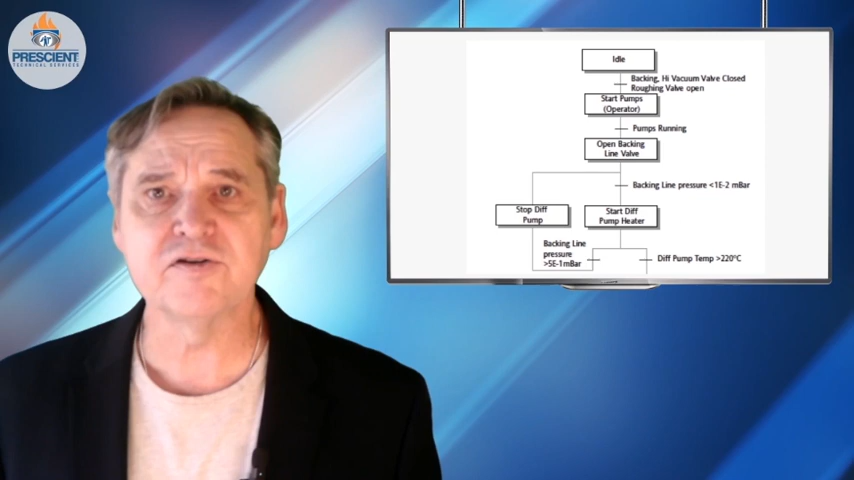 PRESCIENT
TECHNICAL SERVICES
Idle
Backing, Hi Vacuum Valve Closed
Roughing Valve open
Start Pumps
(Operator)
Pumps Running
Open Backing
Line Valve
Backing Line pressure <1E-2 mBar
Stop Diff
Pump
Start Diff
Pump Heater
Backing Line
pressure
>5E-1mBar
Diff Pump Temp >220°C